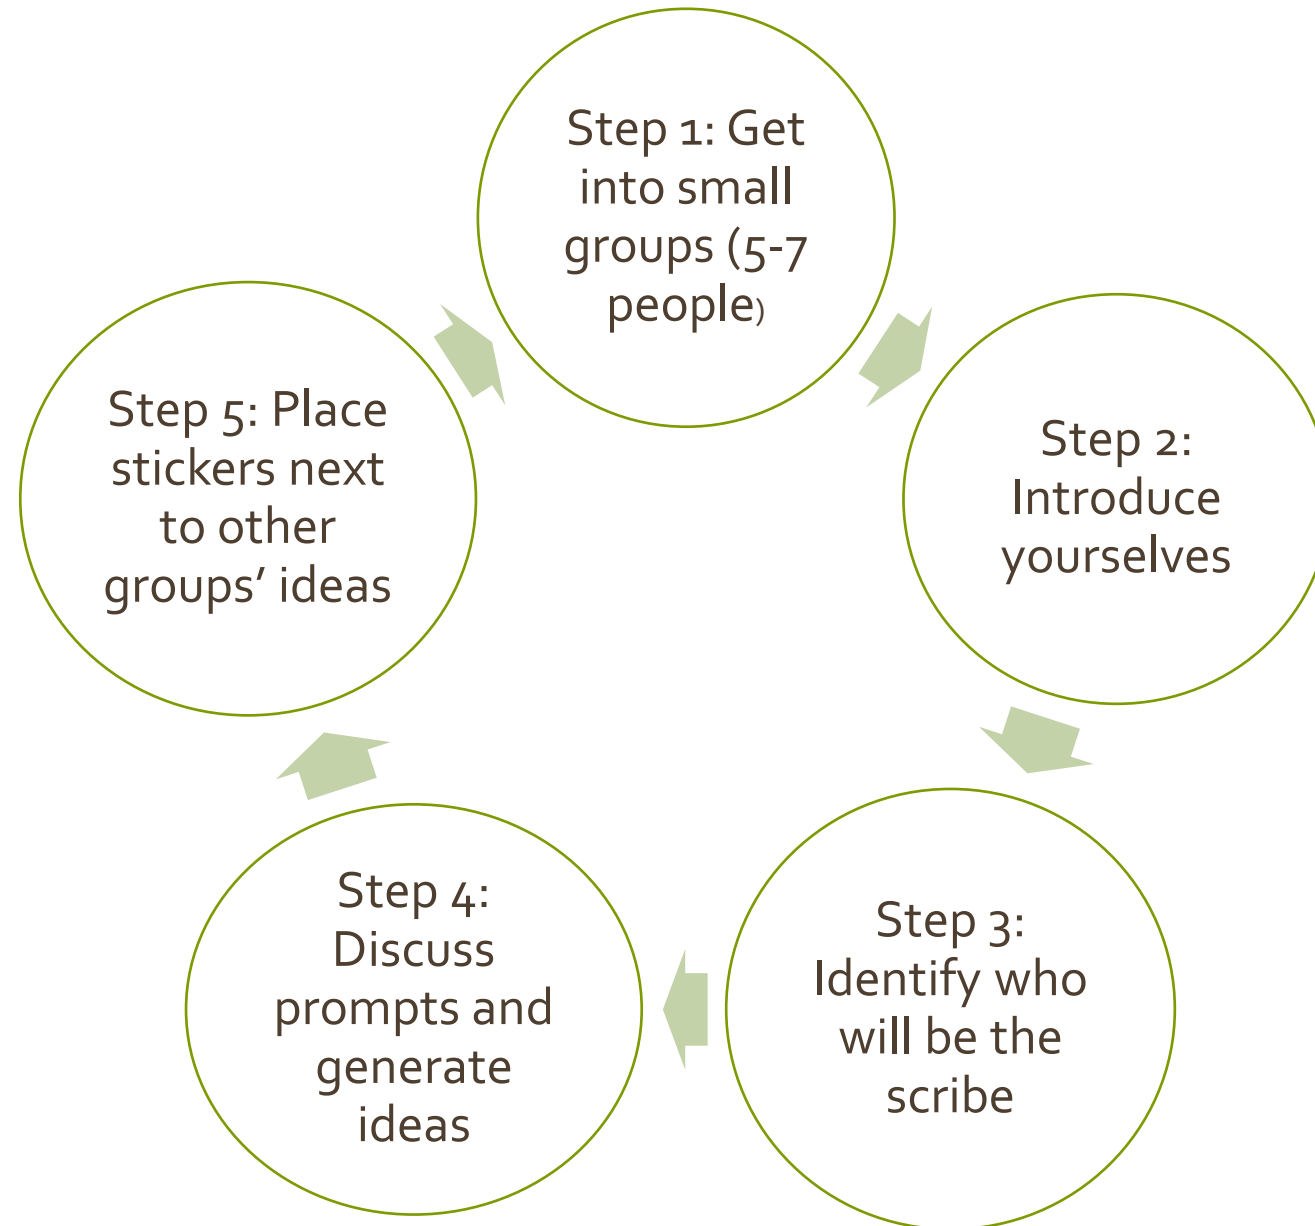 Step 1: Get
into small
groups (5-7
people)
Step 2:
Introduce
yourselves
Step 3:
Identify who
will be the
scribe
Step 4:
Discuss
prompts and
generate
ideas
Step 5: Place
stickers next
to other
groups’ ideas